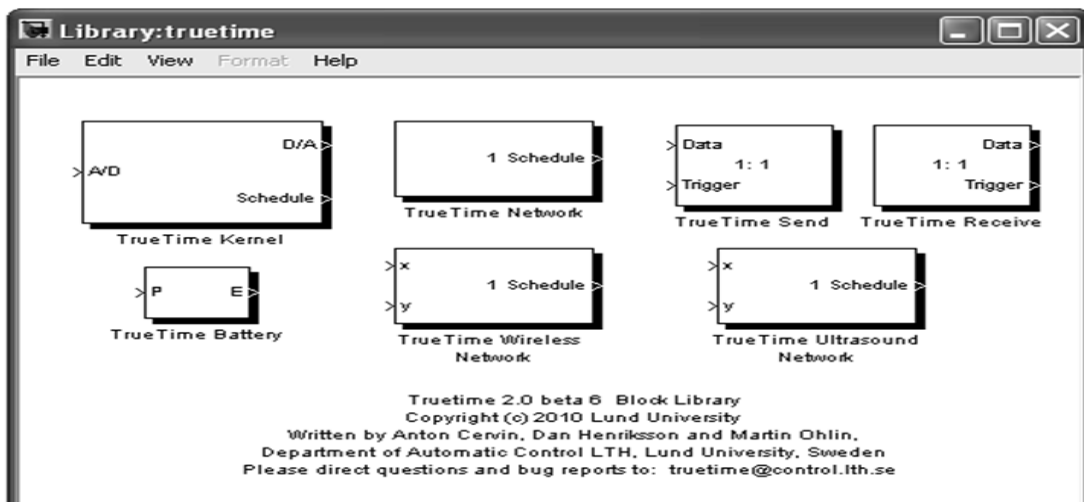 Library:truetime
File Edit View Format Help
A/D
D/A
Schedule
TrueTime Kernel
1 Schedule
TrueTime Network
Data
1: 1
Trigger
TrueTime Send
Data
1: 1
Trigger
TrueTime Receive
P E
TrueTime Battery
x
1 Schedule
y
TrueTime Wireless
Network
x
1 Schedule
y
TrueTime Ultrasound
Network
Truetime 2.0 beta 6 Block Library
Copyright (c) 2010 Lund University
Written by Anton Cervin, Dan Henriksson and Martin Ohlin,
Department of Automatic Control LTH, Lund University, Sweden
Please direct questions and bug reports to: truetime@control.lth.se